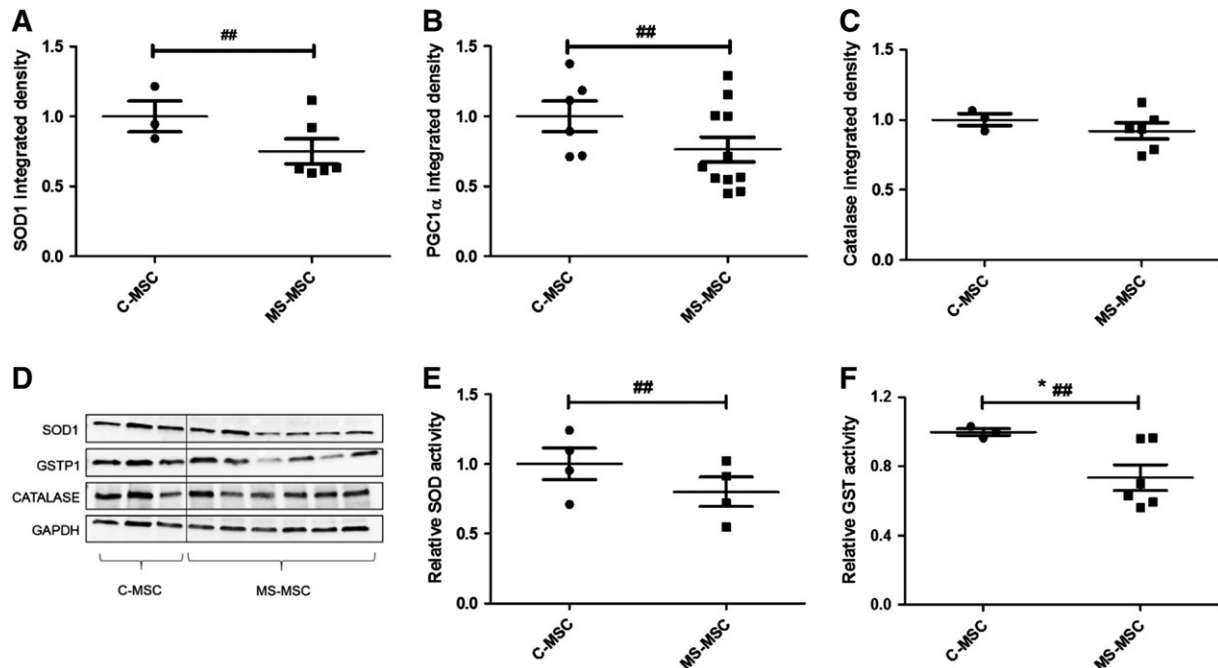 A
SOD1 integrated density
1.5
1.0
0.5
0.0
##
C-MSC
MS-MSC
B
PGC1α integrated density
1.5
1.0
0.5
0.0
##
C-MSC
MS-MSC
C
Catalase integrated density
1.5
1.0
0.5
0.0
C-MSC
MS-MSC
D
SOD1
GSTP1
CATALASE
GAPDH
C-MSC
MS-MSC
E
Relative SOD activity
1.5
1.0
0.5
0.0
##
C-MSC
MS-MSC
F
Relative GST activity
1.2
0.8
0.4
0.0
* ##
C-MSC
MS-MSC